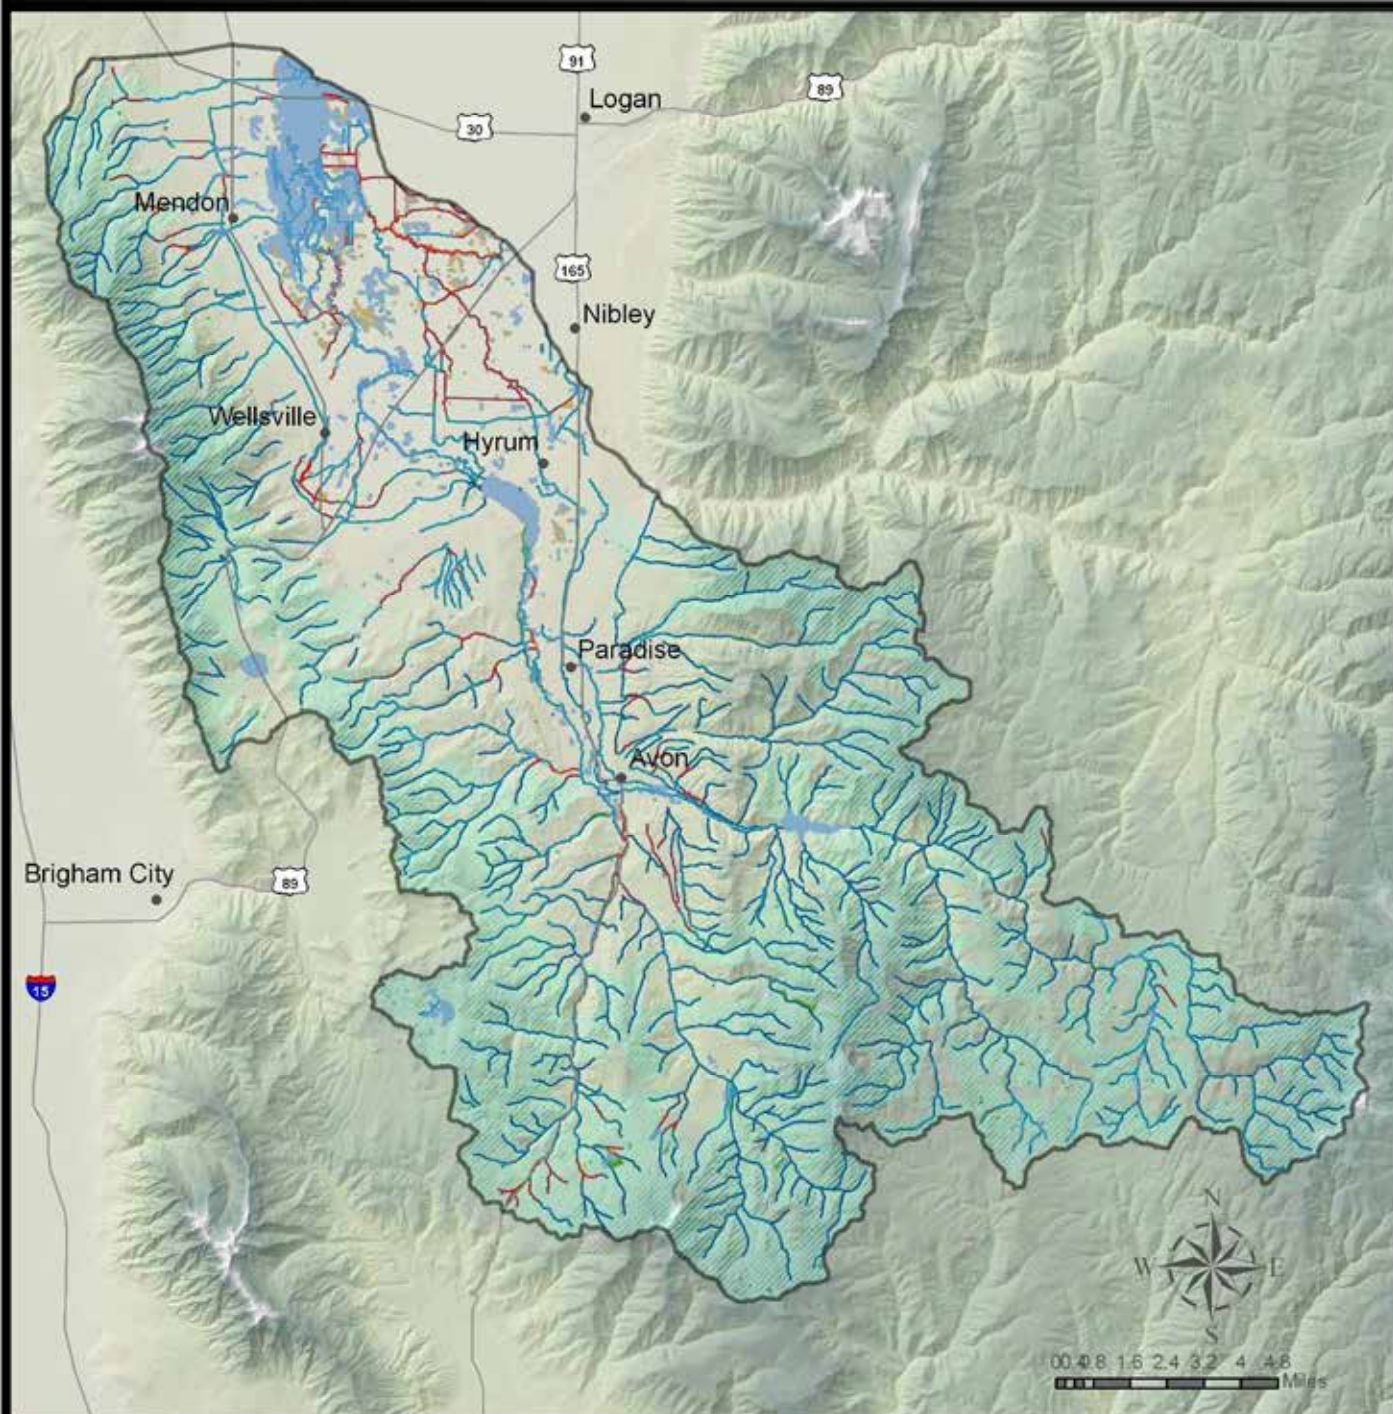 91
89
Logan
30
Mendon
165
Nibley
Wellsville
Hyrum
Paradise
Avon
Brigham City
89
15
N
W E
S
0 0.4 0.8 1.6 2.4 3.2 4 4.8
Miles